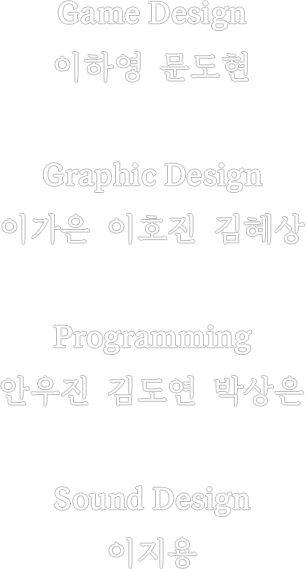 Game Design
이하영 문도현
Graphic Design
이가은 이호진 김혜상
Programming
안우진 김도연 박상은
Sound Design
이지용